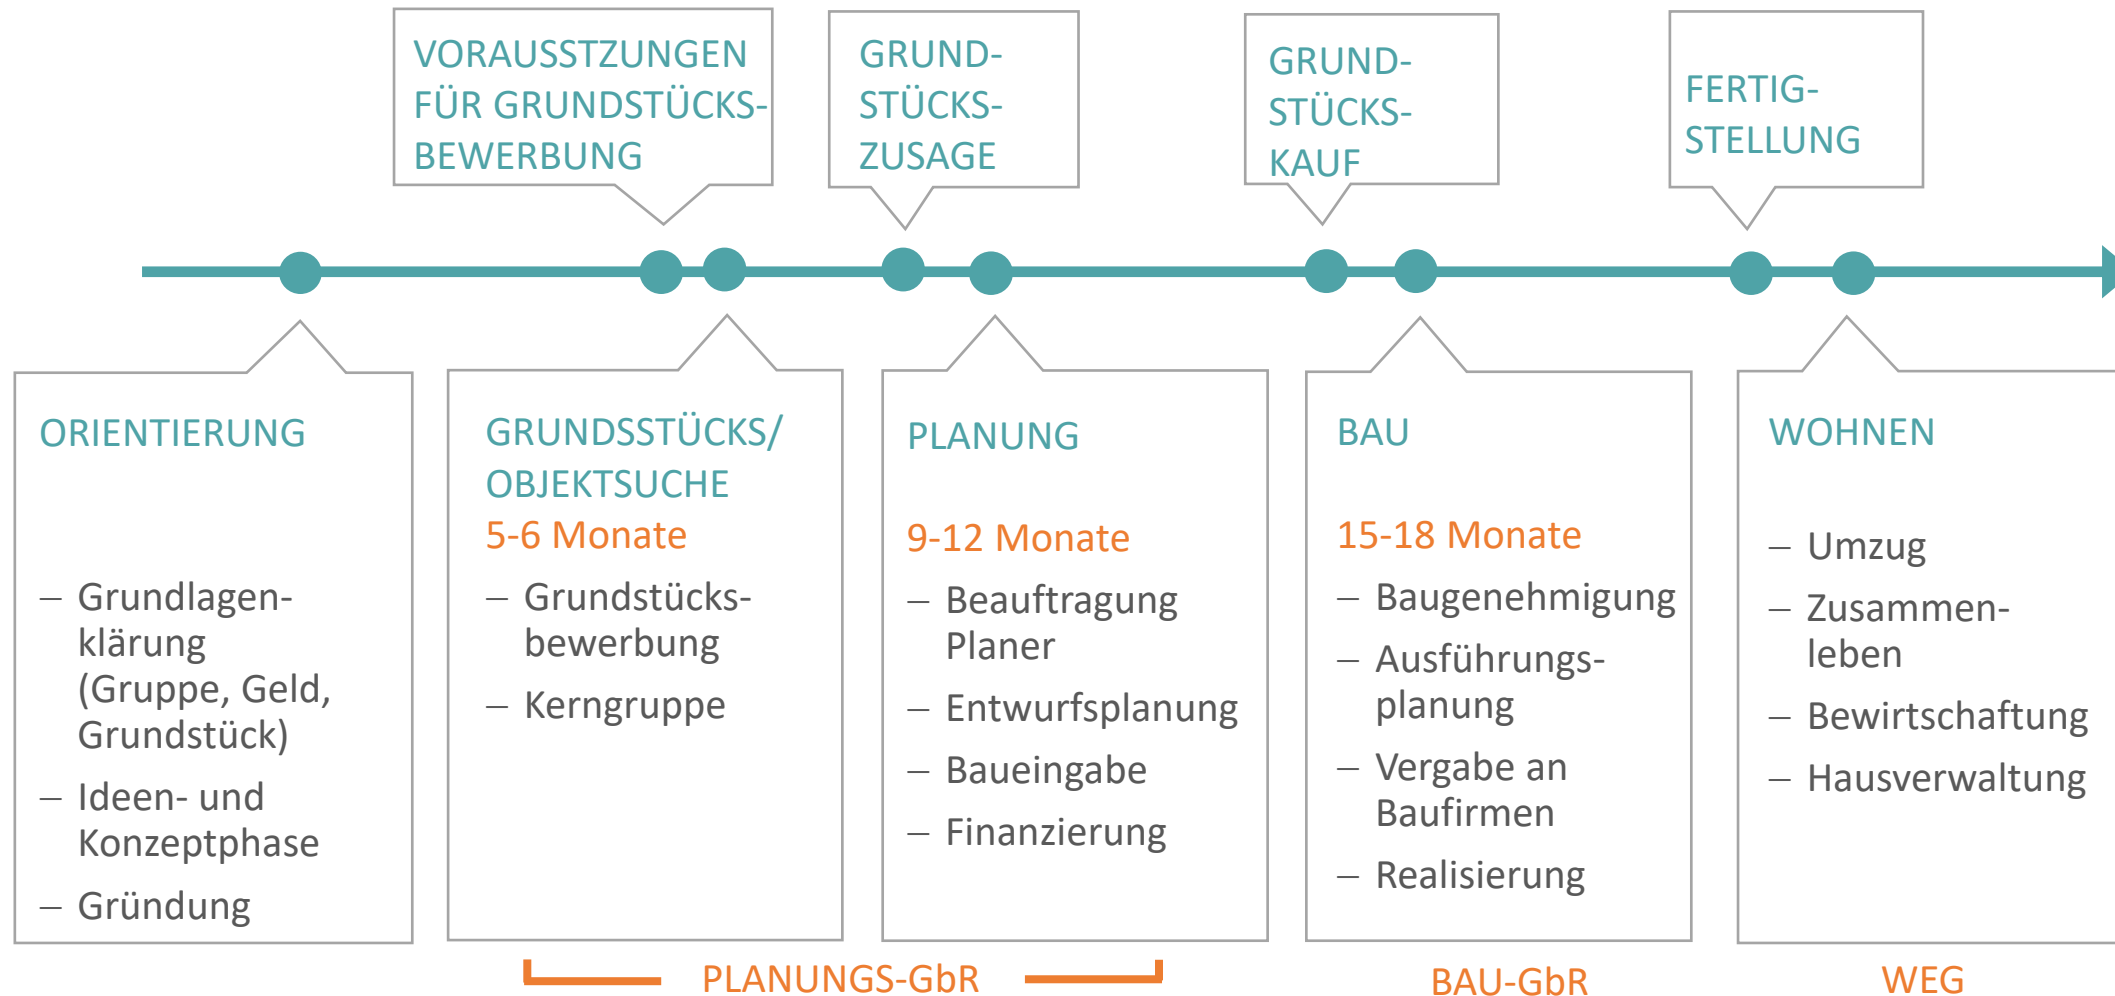 VORAUSSTZUNGEN
FÜR GRUNDSTÜCKS-
BEWERBUNG
GRUND-
STÜCKS-
ZUSAGE
GRUND-
STÜCKS-
KAUF
FERTIG-
STELLUNG
ORIENTIERUNG
– Grundlagen-
klärung
(Gruppe, Geld,
Grundstück)
– Ideen- und
Konzeptphase
– Gründung
GRUNDSSTÜCKS/
OBJEKTSUCHE
5-6 Monate
– Grundstücks-
bewerbung
– Kerngruppe
PLANUNG
9-12 Monate
– Beauftragung
Planer
– Entwurfsplanung
– Baueingabe
– Finanzierung
BAU
15-18 Monate
– Baugenehmigung
– Ausführungs-
planung
– Vergabe an
Baufirmen
– Realisierung
WOHNEN
– Umzug
– Zusammen-
leben
– Bewirtschaftung
– Hausverwaltung
PLANUNGS-GbR
BAU-GbR
WEG